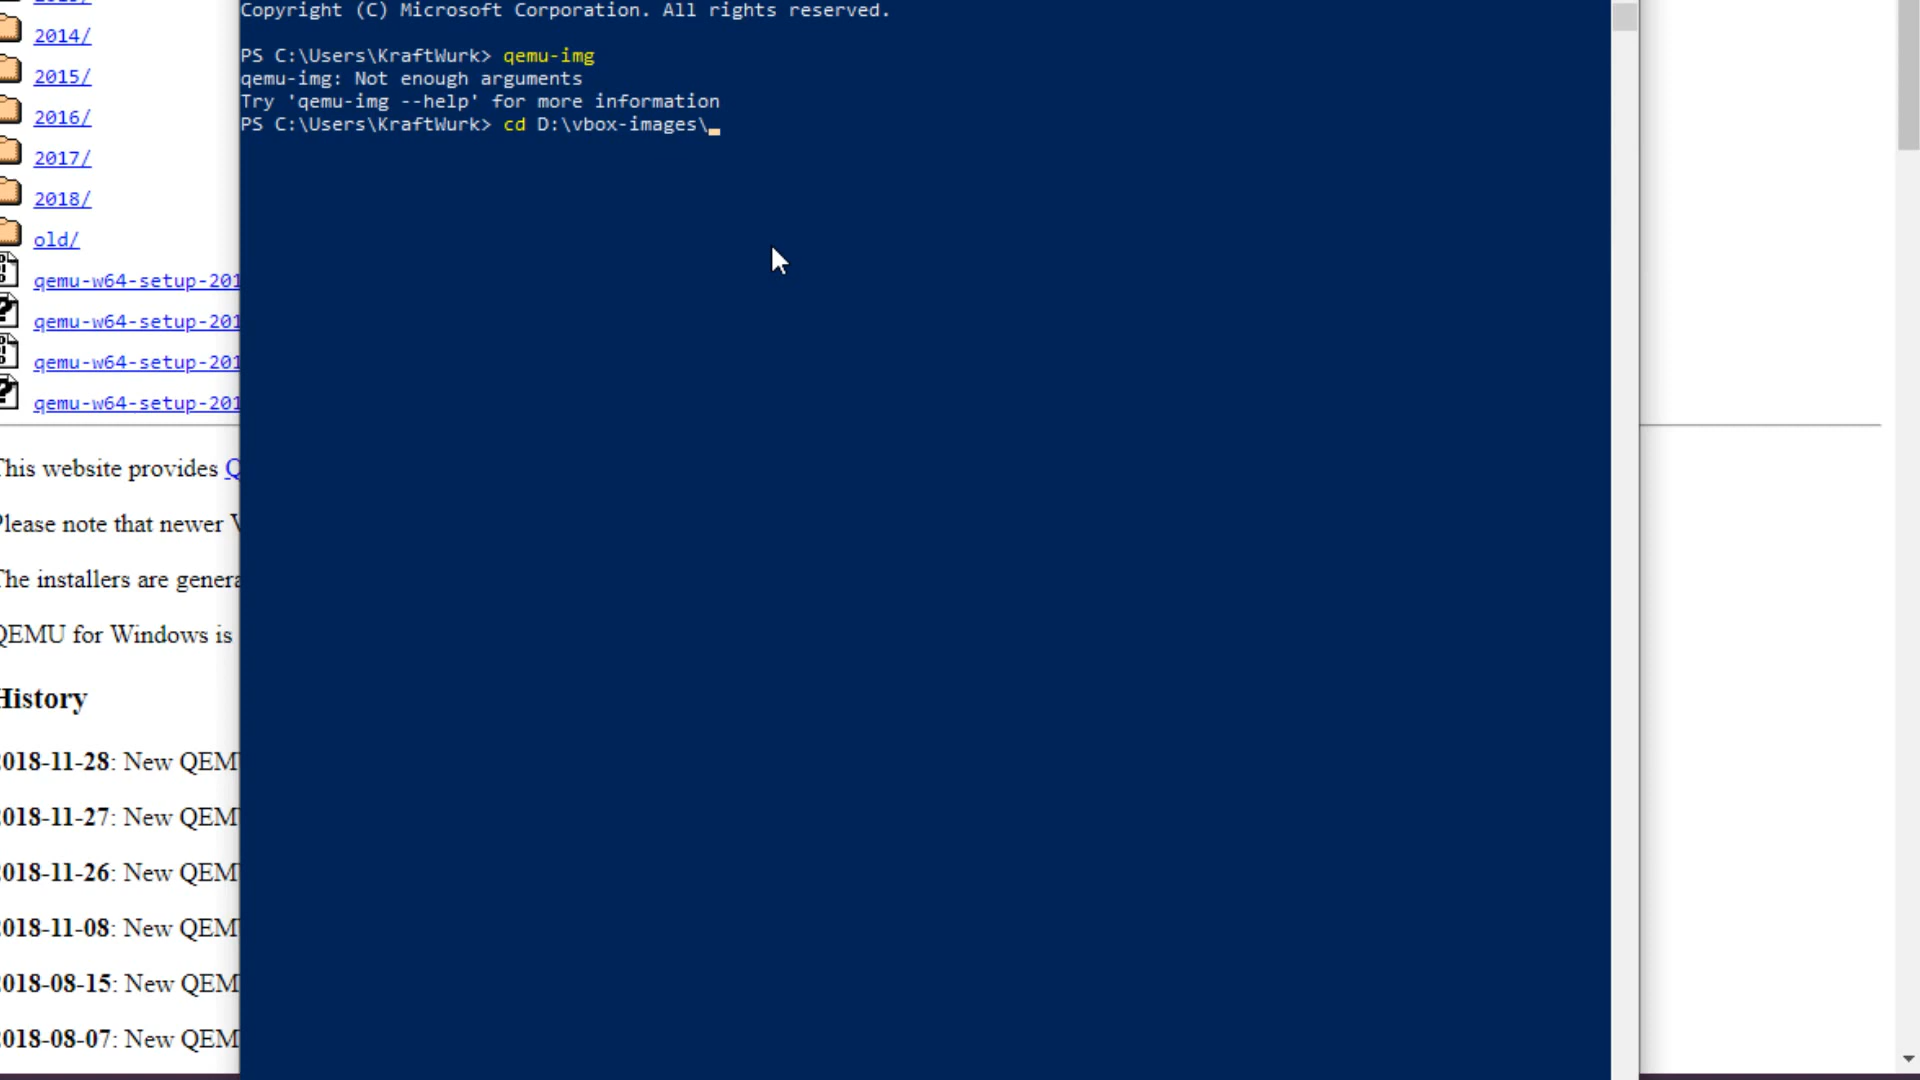 Copyright (C) Microsoft Corporation. All rights reserved.
PS C:\Users\KraftWurk> qemu-img
qemu-img: Not enough arguments
Try 'qemu-img --help' for more information
PS C:\Users\KraftWurk> cd D:\vbox-images\
2014/
2015/
2016/
2017/
2018/
old/
qemu-w64-setup-201
qemu-w64-setup-201
qemu-w64-setup-201
qemu-w64-setup-201
This website provides Q
Please note that newer V
The installers are genera
QEMU for Windows is
History
2018-11-28: New QEM
2018-11-27: New QEM
2018-11-26: New QEM
2018-11-08: New QEM
2018-08-15: New QEM
2018-08-07: New QEM